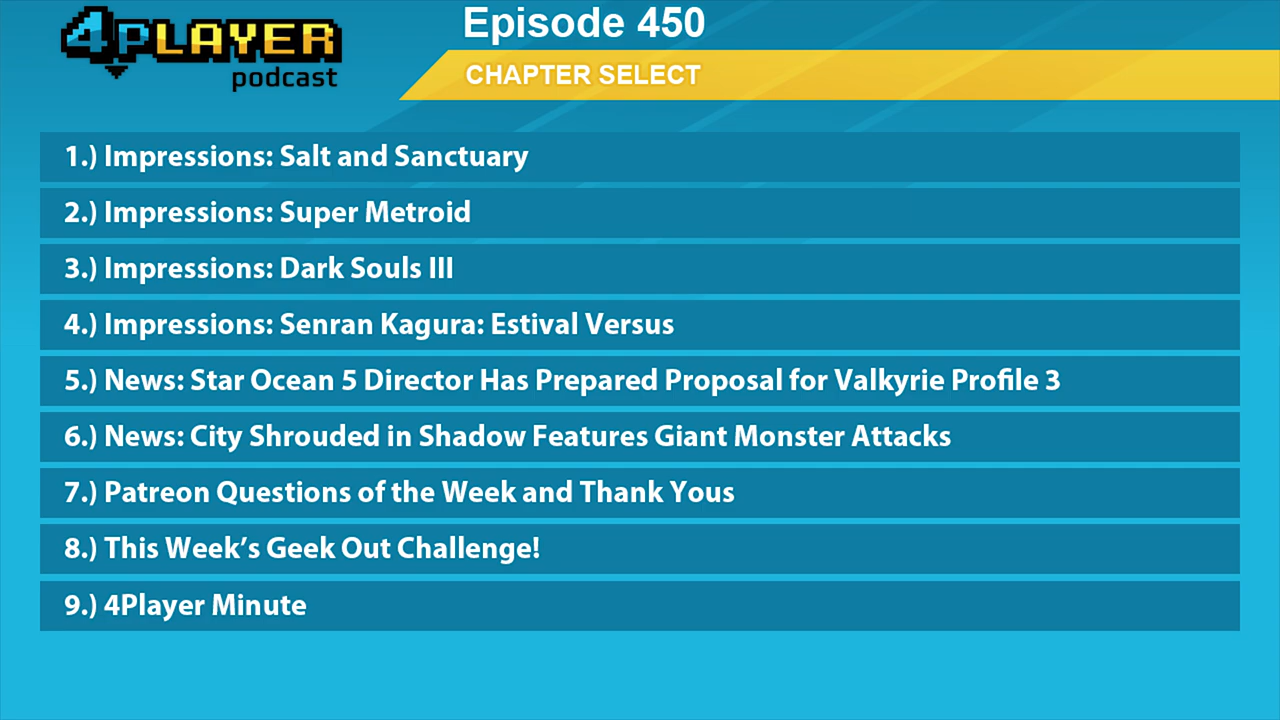 4PLAYER
podcast
Episode 450
CHAPTER SELECT
1.) Impressions: Salt and Sanctuary
2.) Impressions: Super Metroid
3.) Impressions: Dark Souls III
4.) Impressions: Senran Kagura: Estival Versus
5.) News: Star Ocean 5 Director Has Prepared Proposal for Valkyrie Profile 3
6.) News: City Shrouded in Shadow Features Giant Monster Attacks
7.) Patreon Questions of the Week and Thank Yous
8.) This Week’s Geek Out Challenge!
9.) 4Player Minute